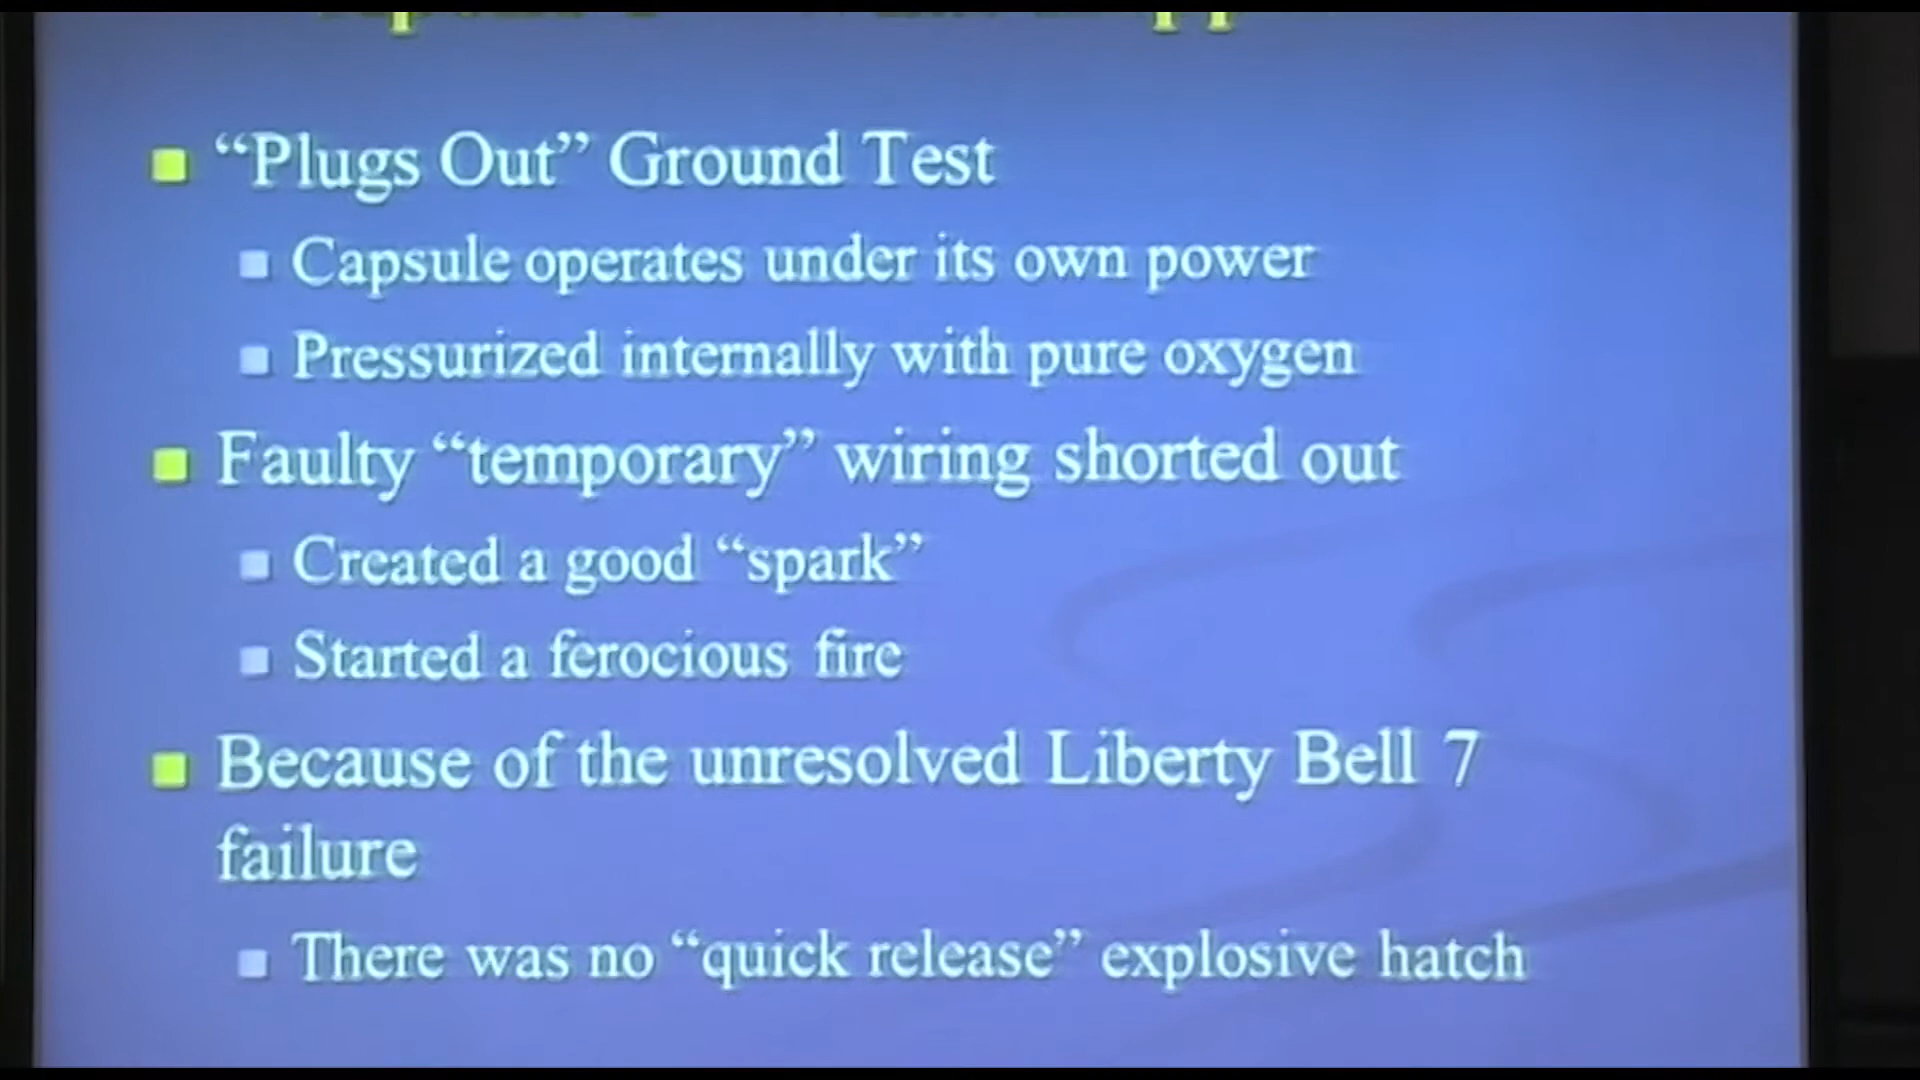 “Plugs Out” Ground Test
Capsule operates under its own power
Pressurized internally with pure oxygen
Faulty “temporary” wiring shorted out
Created a good “spark”
Started a ferocious fire
Because of the unresolved Liberty Bell 7
failure
There was no “quick release” explosive hatch